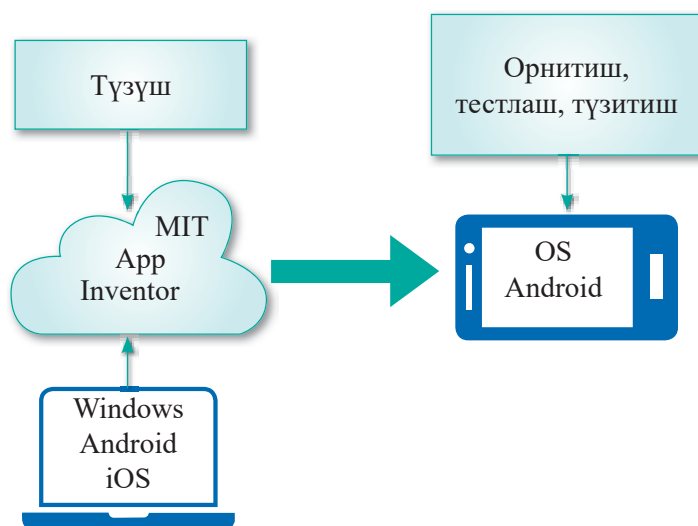 Түзүш
Орнитиш,
тестлаш, түзитиш
MIT
App
Inventor
OS
Android
Windows
Android
iOS